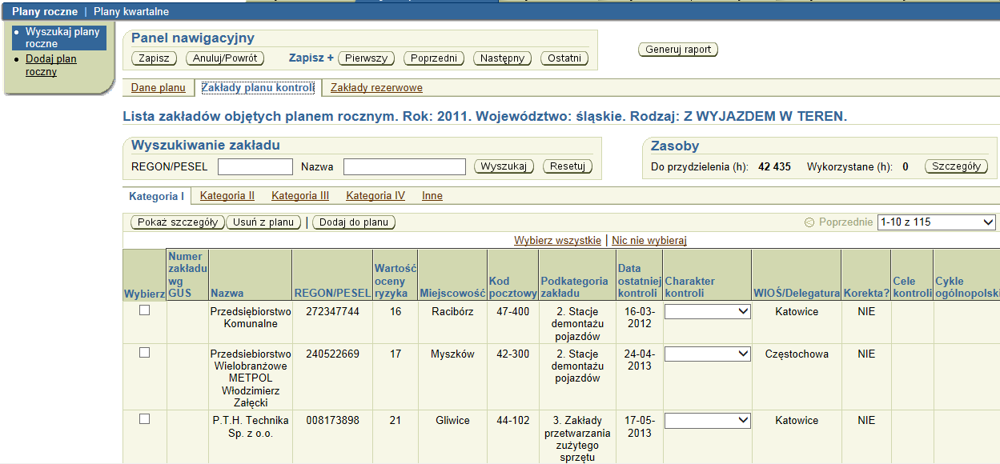 Plany roczne | Plany kwartalne
Wyszukaj plany
roczne
Dodaj plan
roczny
Panel nawigacyjny
Zapisz Anuluj/Powrót Zapisz + Pierwszy Poprzedni Następny Ostatni
Generuj raport
Dane planu Zakłady planu kontroli Zakłady rezerwowe
Lista zakładów objętych planem rocznym. Rok: 2011. Województwo: śląskie. Rodzaj: Z WYJAZDEM W TEREN.
Wyszukiwanie zakładu
REGON/PESEL Nazwa Wyszukaj Resetuj
Zasoby
Do przydzielenia (h): 42 435 Wykorzystane (h): 0 Szczegóły
Kategoria I Kategoria II Kategoria III Kategoria IV Inne
Pokaż szczegóły Usuń z planu | Dodaj do planu
Poprzednie 1-10 z 115
Wybierz wszystkie | Nic nie wybieraj
Wybierz
Numer
zakładu
wg
GUS
Nazwa
REGON/PESEL
Wartość
oceny
ryzyka
Miejscowość
Kod
pocztowy
Podkategoria
zakładu
Data
ostatniej
kontroli
Charakter
kontroli
WIOŚ/Delegatura
Korekta?
Cele
kontroli
Cykle
ogólnopolski
Przedsiębiorstwo
Komunalne
272347744
16
Racibórz
47-400
2. Stacje
demontażu
pojazdów
16-03-
2012
Katowice
NIE
Przedsiebiorstwo
Wielobranżowe
METPOL
Włodzimierz
Załęcki
240522669
17
Myszków
42-300
2. Stacje
demontażu
pojazdów
24-04-
2013
Częstochowa
NIE
P.T.H. Technika
Sp. z o.o.
008173898
21
Gliwice
44-102
3. Zakłady
przetwarzania
zużytego
sprzętu
17-05-
2013
Katowice
NIE